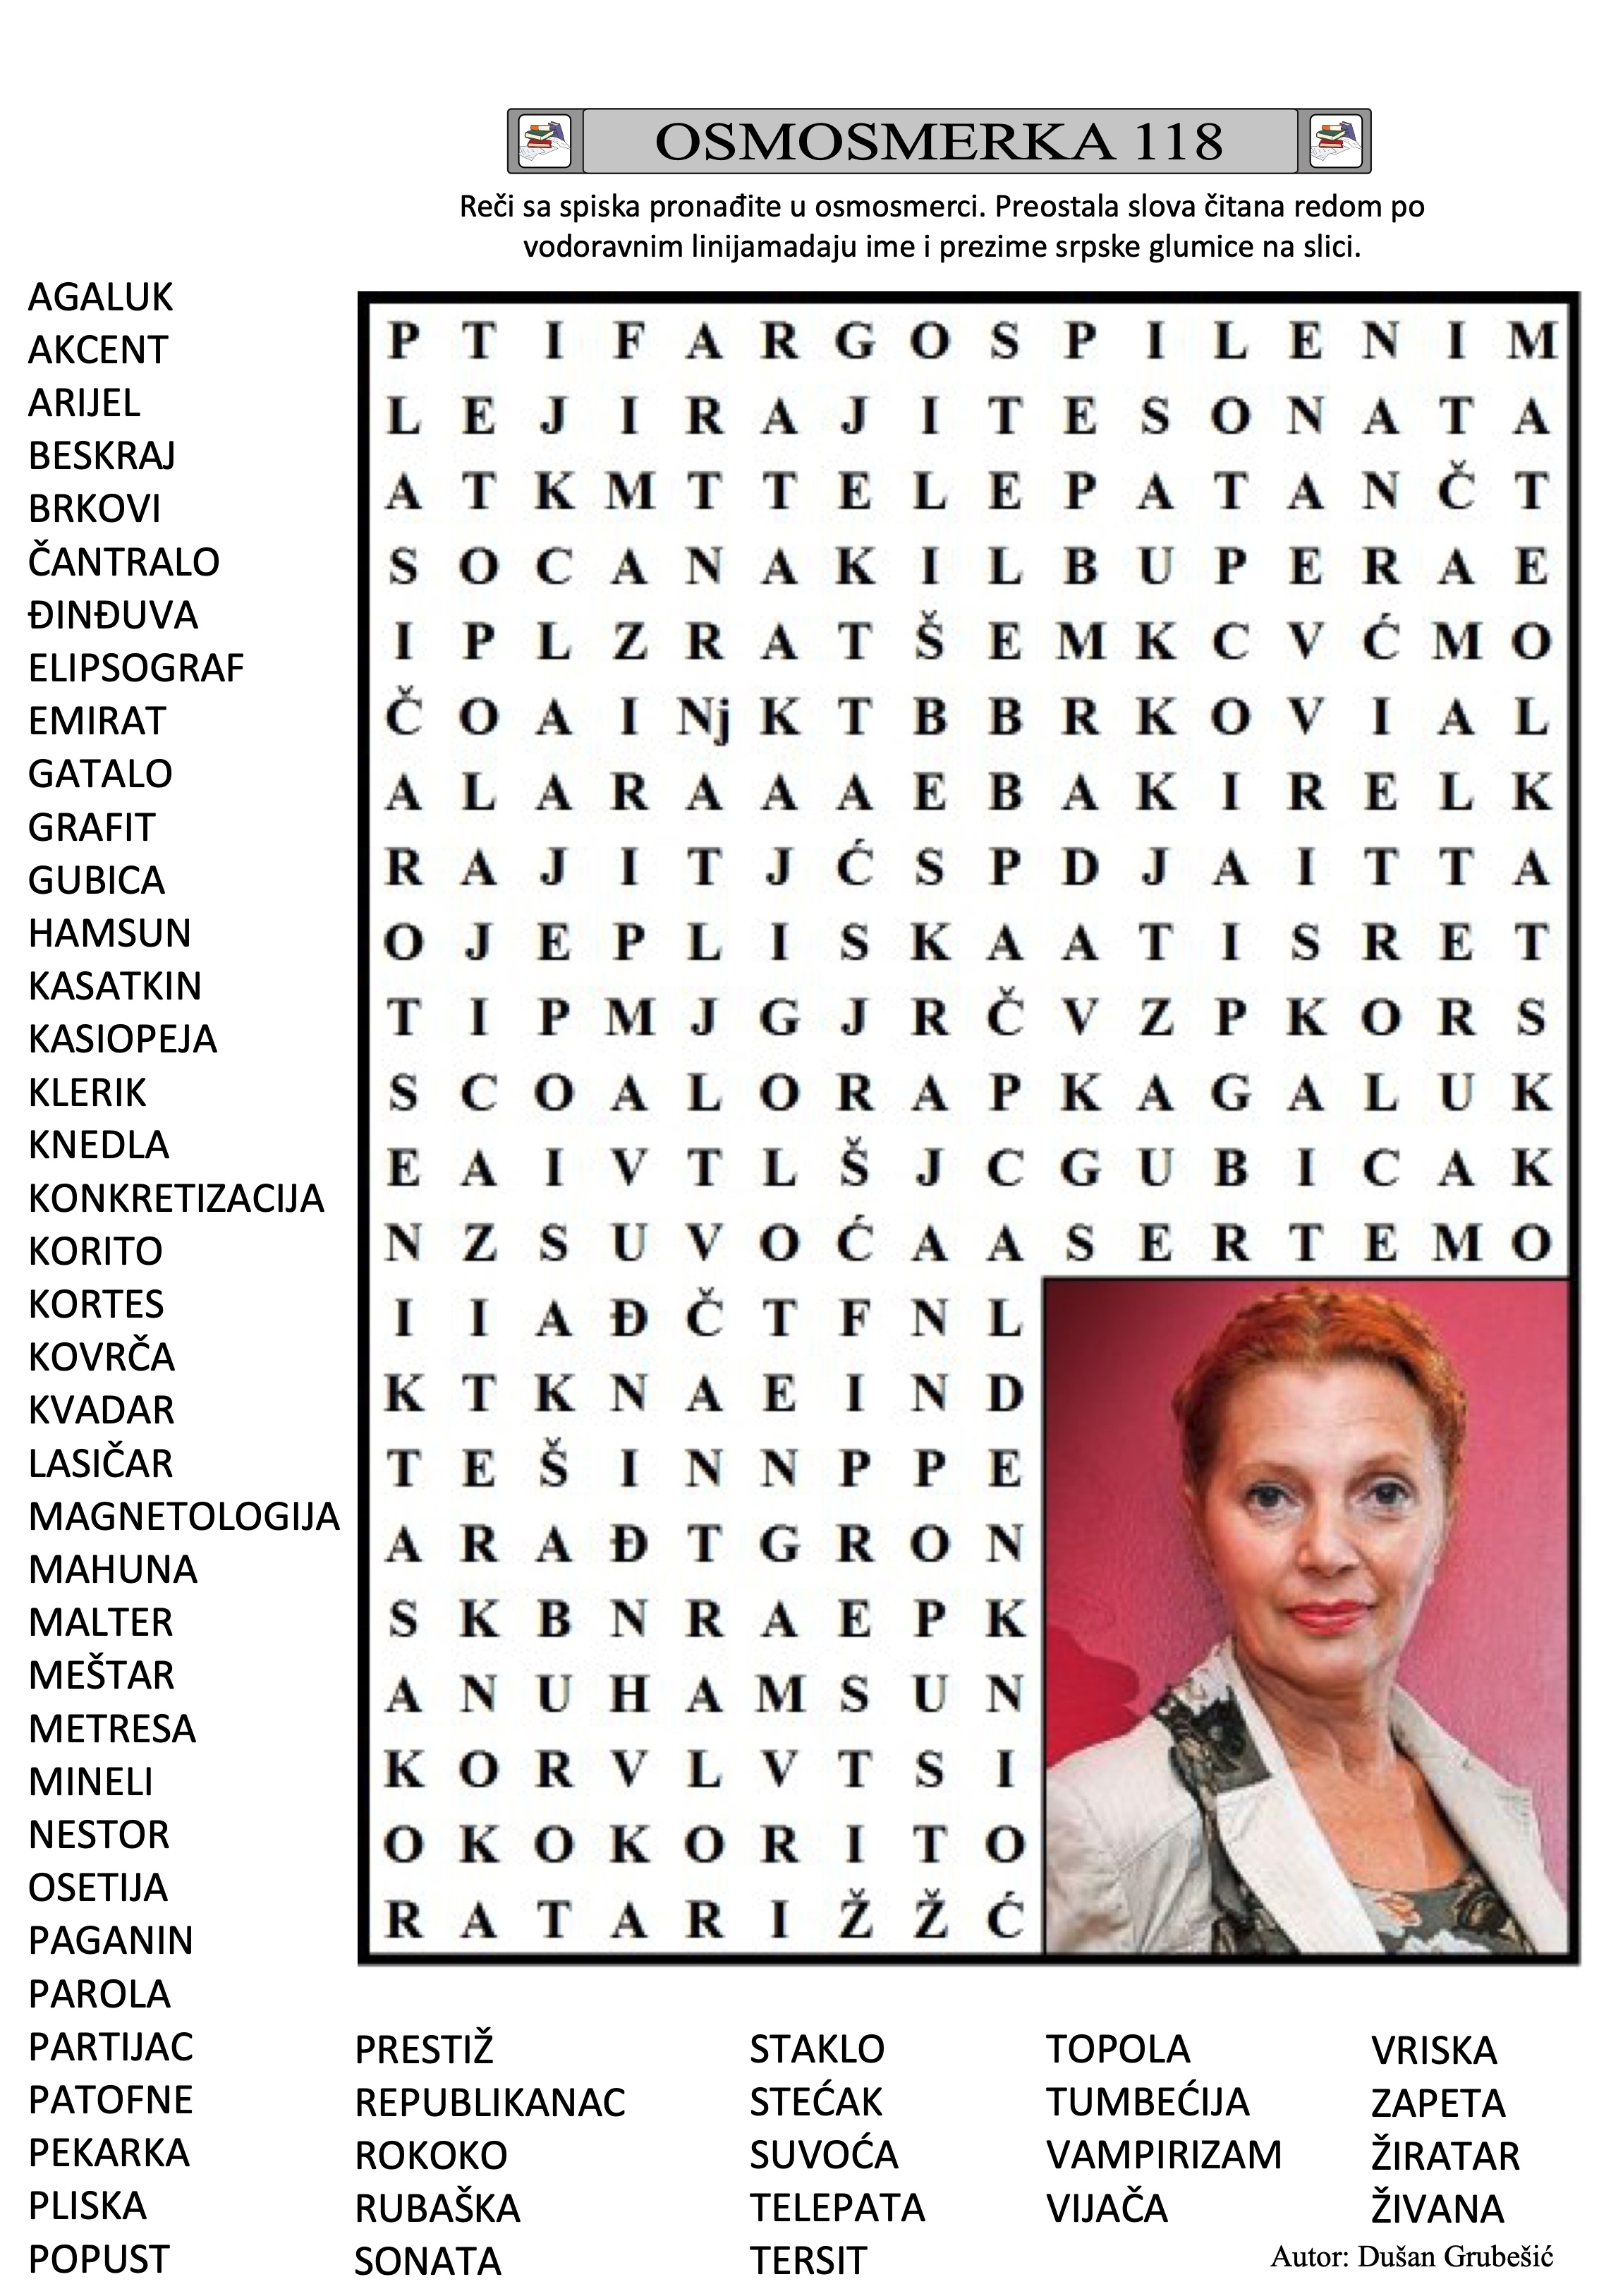 OSMOSMERKA 118
Reči sa spiska pronađite u osmosmerci. Preostala slova čitana redom po
vodoravnim linijamadaju ime i prezime srpske glumice na slici.
AGALUK
AKCENT
ARIJEL
BESKRAJ
BRKOVI
ČANTRALO
ĐINĐUVA
ELIPSOGRAF
EMIRAT
GATALO
GRAFIT
GUBICA
HAMSUN
KASATKIN
KASIOPEJA
KLERIK
KNEDLA
KONKRETIZACIJA
KORITO
KORTES
KOVRČA
KVADAR
LASIČAR
MAGNETOLOGIJA
MAHUNA
MALTER
MEŠTAR
METRESA
MINELI
NESTOR
OSETIJA
PAGANIN
PAROLA
PARTIJAC
PATOFNE
PEKARKA
PLISKA
POPUST
P T I F A R G O S P I L E N I M
L E J I R A J I T E S O N A T A
A T K M T T E L E P A T A N Č T
S O C A N A K I L B U P E R A E
I P L Z R A T Š E M K C V Ć M O
Č O A I Nj K T B B R K O V I A L
A L A R A A A E B A K I R E L K
R A J I T J Ć S P D J A I T T A
O J E P L I S K A A T I S R E T
T I P M J G J R Č V Z P K O R S
S C O A L O R A P K A G A L U K
E A I V T L Š J C G U B I C A K
N Z S U V O Ć A A S E R T E M O
I I A Đ Č T F N L
K T K N A E I N D
T E Š I N N P P E
A R A Đ T G R O N
S K B N R A E P K
A N U H A M S U N
K O R V L V T S I
O K O K O R I T O
R A T A R I Ž Ž Ć
PRESTIŽ
REPUBLIKANAC
ROKOKO
RUBAŠKA
SONATA
STAKLO
STEĆAK
SUVOĆA
TELEPATA
TERSIT
TOPOLA
TUMBEĆIJA
VAMPIRIZAM
VIJAČA
VRISKA
ZAPETA
ŽIRATAR
ŽIVANA
Autor: Dušan Grubešić